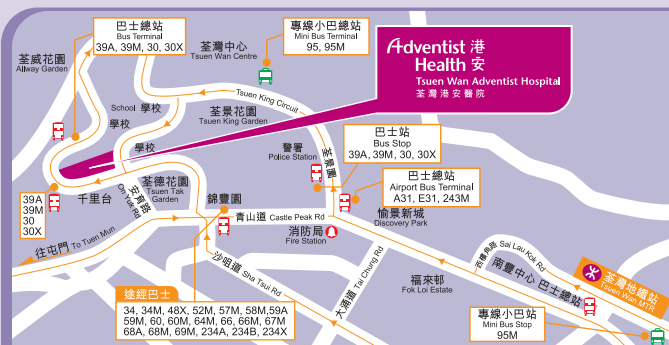 巴士總站
Bus Terminal
39A, 39M, 30, 30X
荃威花園
Allway Garden
荃灣中心
Tsuen Wan Centre
專線小巴總站
Mini Bus Terminal
95, 95M
Adventist 港
Health 安
Tsuen Wan Adventist Hospital
荃灣港安醫院
Tsuen King Circuit
荃景花園
Tsuen King Garden
School 學校
學校
學校
荃景圍
警署
Police Station
巴士站
Bus Stop
39A, 39M, 30, 30X
巴士總站
Airport Bus Terminal
A31, E31, 243M
39A
39M
30
30X
千里台
安育路
On Yuk Rd
荃德花園
Tsuen Tak
Garden
錦豐園
青山道 Castle Peak Rd
愉景新城
Discovery Park
消防局
Fire Station
往屯門 To Tuen Mun
沙咀道 Sha Tsui Rd
大涌道 Tai Chung Rd
福來邨
Fok Loi Estate
西樓角路 Sai Lau Kok Rd
南豐中心 巴士總站
荃灣地鐵站
Tsuen Wan MTR
途經巴士
34, 34M, 48X, 52M, 57M, 58M,59A
59M, 60, 60M, 64M, 66, 66M, 67M
68A, 68M, 69M, 234A, 234B, 234X
專線小巴站
Mini Bus Stop
95M